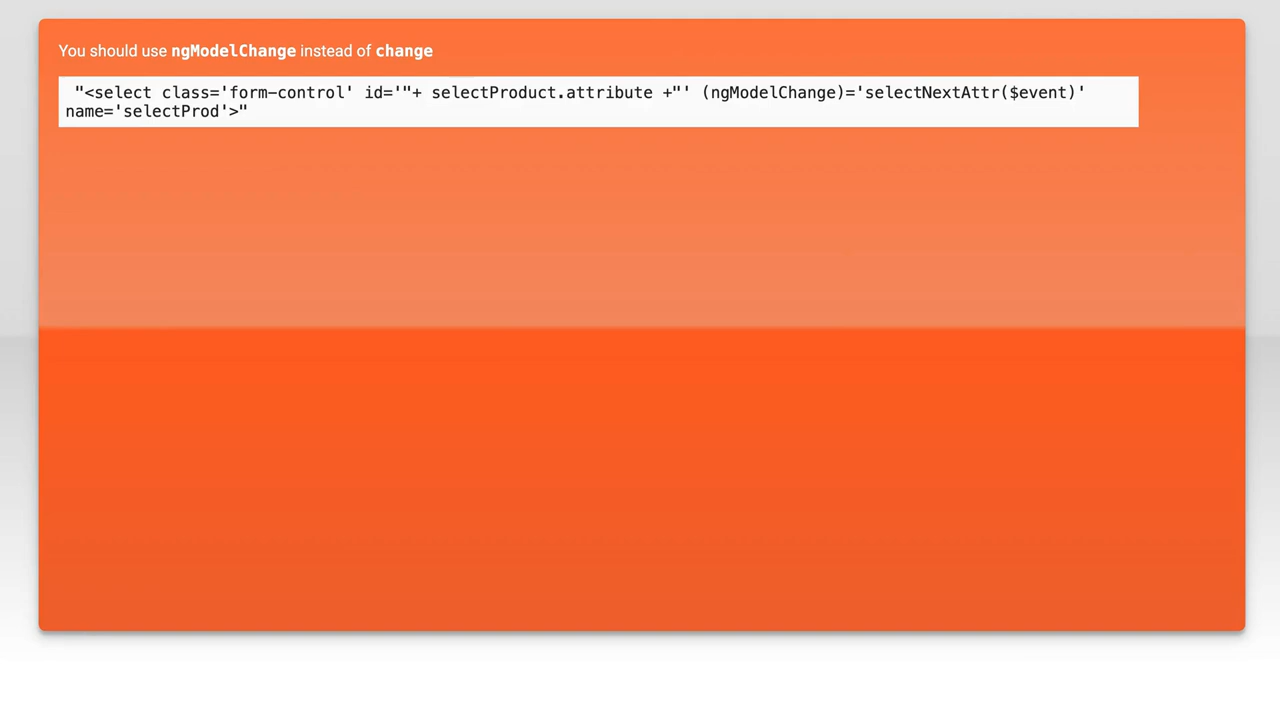 You should use ngModelChange instead of change
"<select class='form-control' id='"+ selectProduct.attribute +"' (ngModelChange)='selectNextAttr($event)'
name='selectProd'>"